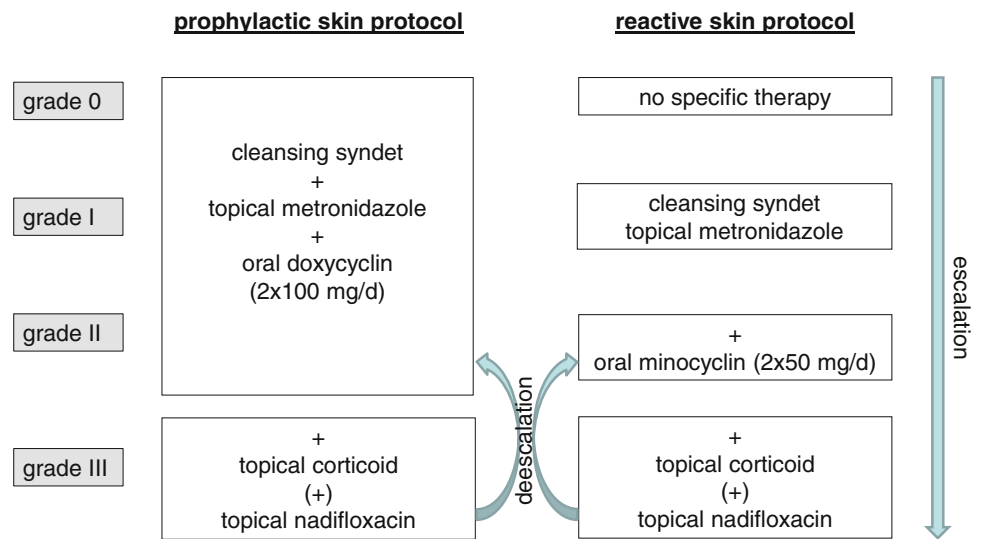 prophylactic skin protocol
reactive skin protocol
grade 0
grade I
grade II
grade III
cleansing syndet
+
topical metronidazole
+
oral doxycyclin
(2x100 mg/d)
+
topical corticoid
(+)
topical nadifloxacin
deescalation
no specific therapy
cleansing syndet
topical metronidazole
+
oral minocyclin (2x50 mg/d)
+
topical corticoid
(+)
topical nadifloxacin
escalation